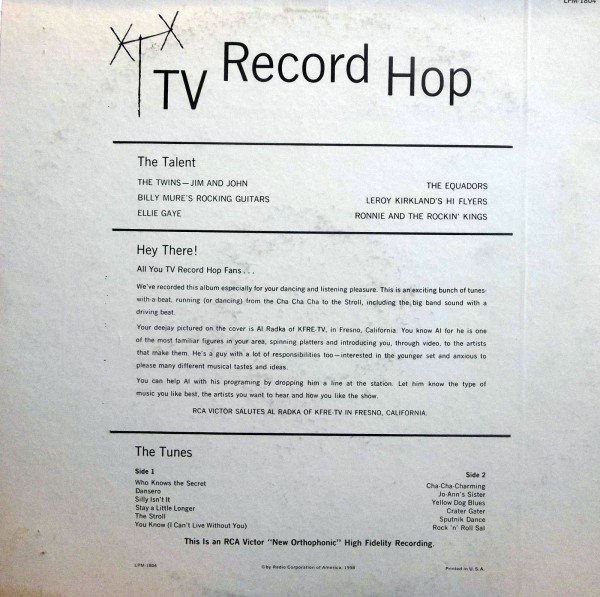 LPM-1804
TV Record Hop
The Talent
THE TWINS—JIM AND JOHN
BILLY MURE'S ROCKING GUITARS
ELLIE GAYE
THE EQUADORS
LEROY KIRKLAND'S HI FLYERS
RONNIE AND THE ROCKIN' KINGS
Hey There!
All You TV Record Hop Fans...
We've recorded this album especially for your dancing and listening pleasure. This is an exciting bunch of tunes-
with-a-beat, running (or dancing) from the Cha Cha Cha to the Stroll, including the big band sound with a
driving beat.
Your deejay pictured on the cover is Al Radka of KFRE-TV, in Fresno, California. You know Al for he is one
of the most familiar figures in your area, spinning platters and introducing you, through video, to the artists
that make them. He's a guy with a lot of responsibilities too—interested in the younger set and anxious to
please many different musical tastes and ideas.
You can help Al with his programing by dropping him a line at the station. Let him know the type of
music you like best, the artists you want to hear and how you like the show.
RCA VICTOR SALUTES AL RADKA OF KFRE-TV IN FRESNO, CALIFORNIA.
The Tunes
Side 1
Who Knows the Secret
Dansero
Silly Isn't It
Stay a Little Longer
The Stroll
You Know (I Can't Live Without You)
Side 2
Cha-Cha-Charming
Jo-Ann's Sister
Yellow Dog Blues
Crater Gater
Sputnik Dance
Rock 'n' Roll Sal
This Is an RCA Victor "New Orthophonic" High Fidelity Recording.
© by Radio Corporation of America, 1958
Printed in U.S.A.